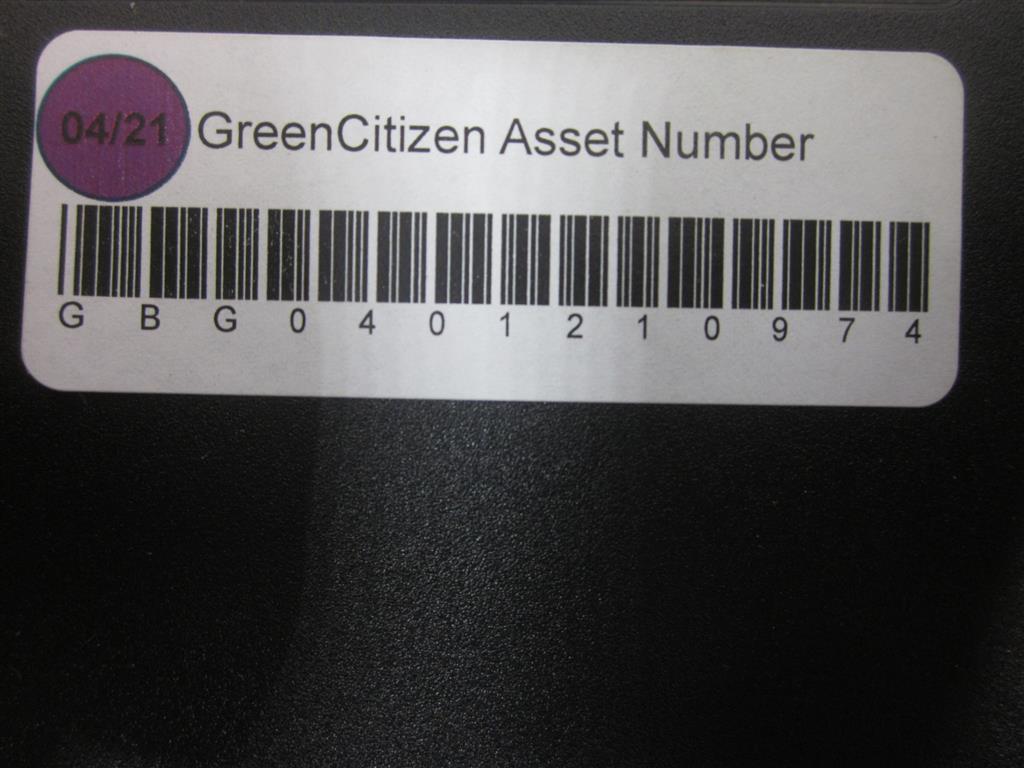 04/21 GreenCitizen Asset Number
G B G 0 4 0 1 2 1 0 9 7 4